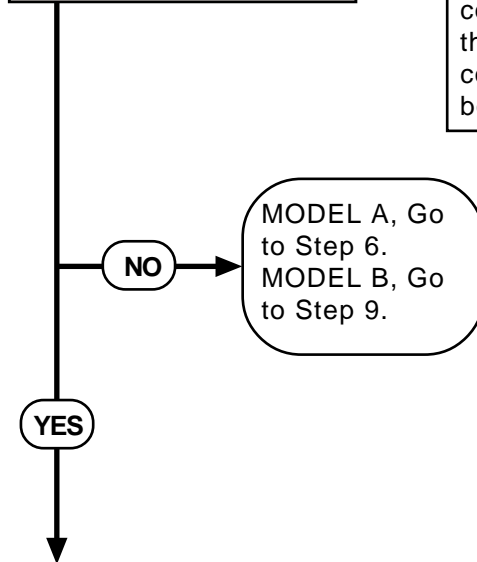 NO
MODEL A, Go
to Step 6.
MODEL B, Go
to Step 9.
YES